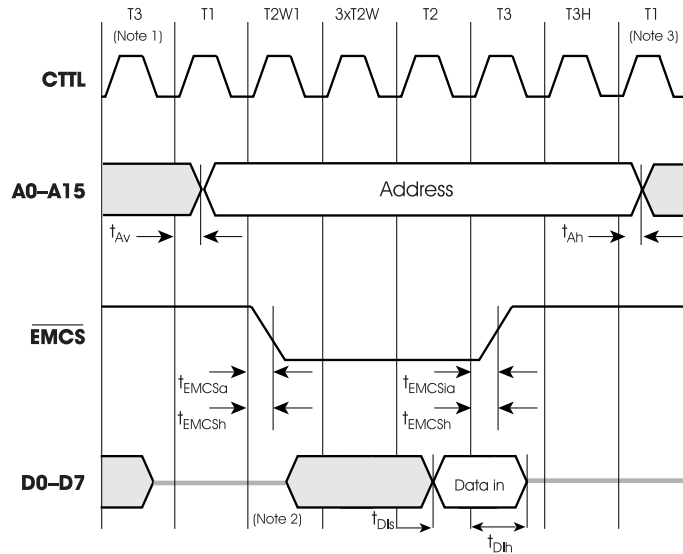 T3 T1 T2W1 3xT2W T2 T3 T3H T1
(Note 1) (Note 3)
CTTL
A0–A15 Address
tAv tAh
EMCS
tEMCSa tEMCSia
tEMCSh tEMCSh
D0–D7 Data in
(Note 2) tDIs
tDIh